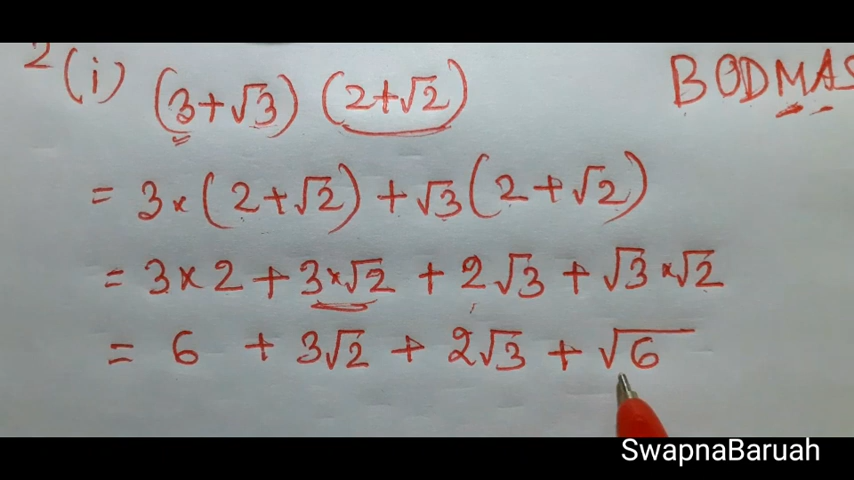 2 (i) (3+√3) (2+√2) BODMAS
= 3×(2+√2)+√3(2+√2)
= 3×2+3×√2 + 2√3 + √3×√2
= 6 + 3√2 + 2√3 + √6
SwapnaBaruah